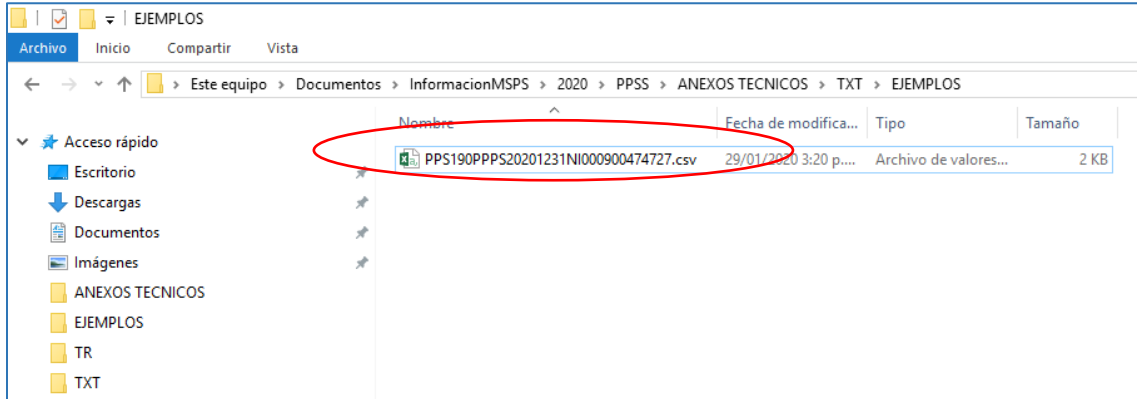 EJEMPLOS
Archivo Inicio Compartir Vista
Este equipo > Documentos > InformacionMSPS > 2020 > PPSS > ANEXOS TECNICOS > TXT > EJEMPLOS
Nombre Fecha de modifica... Tipo Tamaño
Acceso rápido
PPS190PPPS20201231NI000900474727.csv 29/01/2020 3:20 p.... Archivo de valores... 2 KB
Escritorio
Descargas
Documentos
Imágenes
ANEXOS TECNICOS
EJEMPLOS
TR
TXT